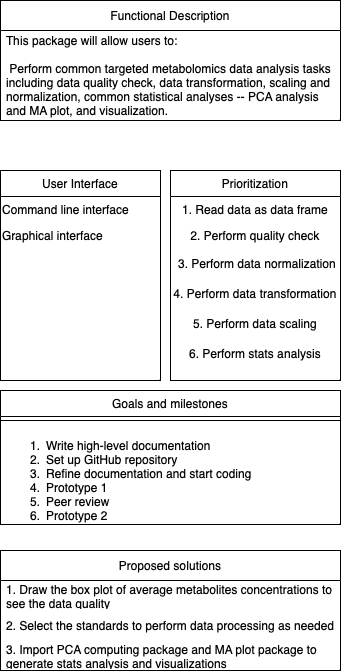 Functional Description
This package will allow users to:
Perform common targeted metabolomics data analysis tasks
including data quality check, data transformation, scaling and
normalization, common statistical analyses -- PCA analysis
and MA plot, and visualization.
User Interface
Command line interface
Graphical interface
Prioritization
1. Read data as data frame
2. Perform quality check
3. Perform data normalization
4. Perform data transformation
5. Perform data scaling
6. Perform stats analysis
Goals and milestones
1. Write high-level documentation
2. Set up GitHub repository
3. Refine documentation and start coding
4. Prototype 1
5. Peer review
6. Prototype 2
Proposed solutions
1. Draw the box plot of average metabolites concentrations to
see the data quality
2. Select the standards to perform data processing as needed
3. Import PCA computing package and MA plot package to
generate stats analysis and visualizations